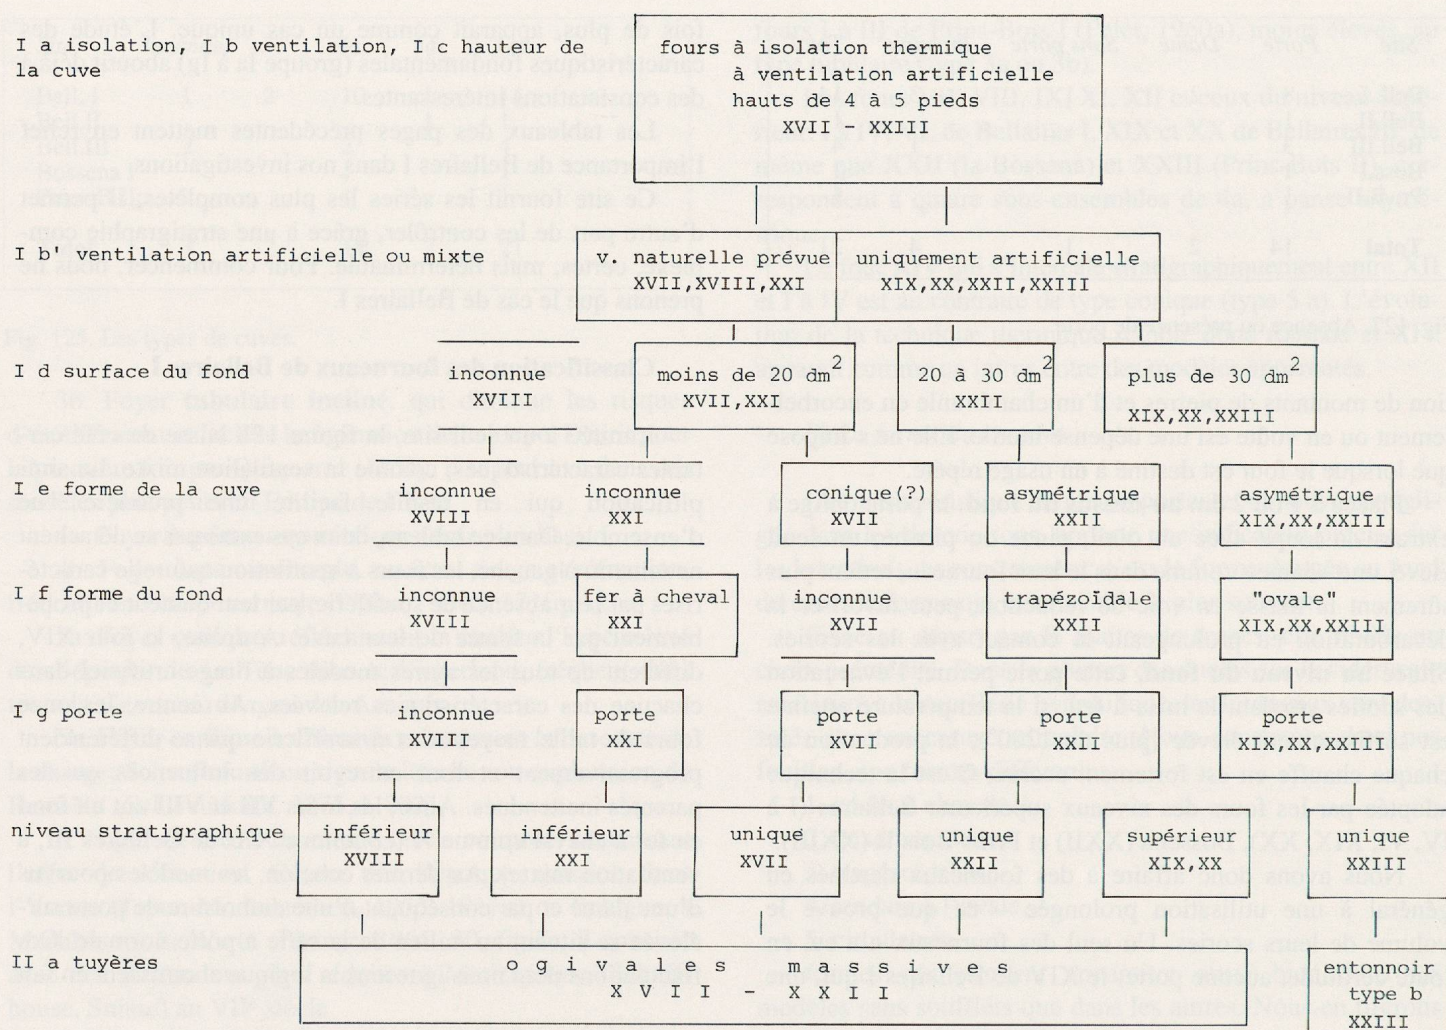 I a isolation, I b ventilation, I c hauteur de
la cuve
fours à isolation thermique
à ventilation artificielle
hauts de 4 à 5 pieds
XVII - XXIII
I b' ventilation artificielle ou mixte
v. naturelle prévue
XVII,XVIII,XXI
uniquement artificielle
XIX,XX,XXII,XXIII
I d surface du fond
inconnue
XVIII
moins de 20 dm²
XVII,XXI
20 à 30 dm²
XXII
plus de 30 dm²
XIX,XX,XXIII
I e forme de la cuve
inconnue
XVIII
inconnue
XXI
conique(?)
XVII
asymétrique
XXII
asymétrique
XIX,XX,XXIII
I f forme du fond
inconnue
XVIII
fer à cheval
XXI
inconnue
XVII
trapézoïdale
XXII
"ovale"
XIX,XX,XXIII
I g porte
inconnue
XVIII
porte
XXI
porte
XVII
porte
XXII
porte
XIX,XX,XXIII
niveau stratigraphique
inférieur
XVIII
inférieur
XXI
unique
XVII
unique
XXII
supérieur
XIX,XX
unique
XXIII
II a tuyères
o g i v a l e s m a s s i v e s
X V I I - X X I I
entonnoir
type b
XXIII